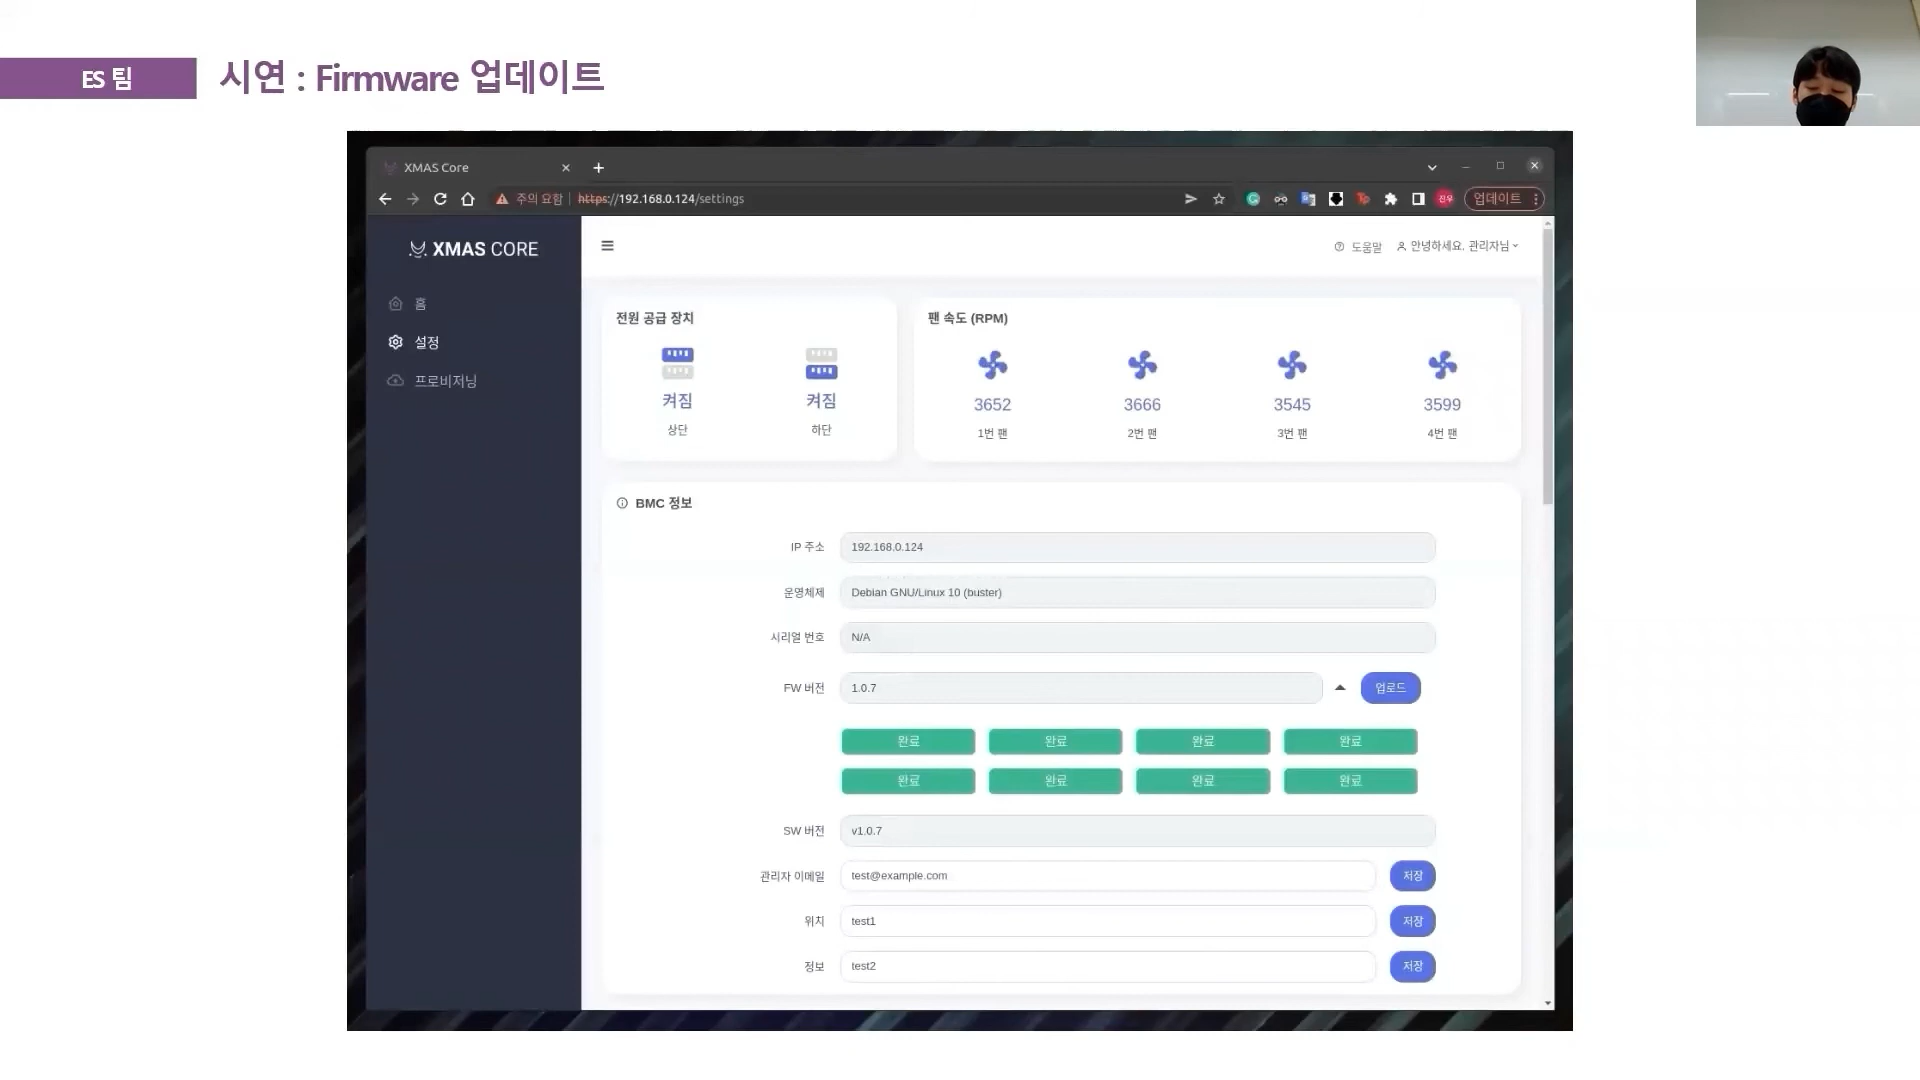 ES 팀
시연 : Firmware 업데이트
XMAS Core
주의 요함 https://192.168.0.124/settings
업데이트
XMAS CORE
도움말 안녕하세요. 관리자님
홈
설정
프로비저닝
전원 공급 장치
켜짐 켜짐
상단 하단
팬 속도 (RPM)
3652 3666 3545 3599
1번 팬 2번 팬 3번 팬 4번 팬
BMC 정보
IP 주소 192.168.0.124
운영체제 Debian GNU/Linux 10 (buster)
시리얼 번호 N/A
FW 버전 1.0.7 업로드
완료 완료 완료 완료
완료 완료 완료 완료
SW 버전 v1.0.7
관리자 이메일 test@example.com 저장
위치 test1 저장
정보 test2 저장